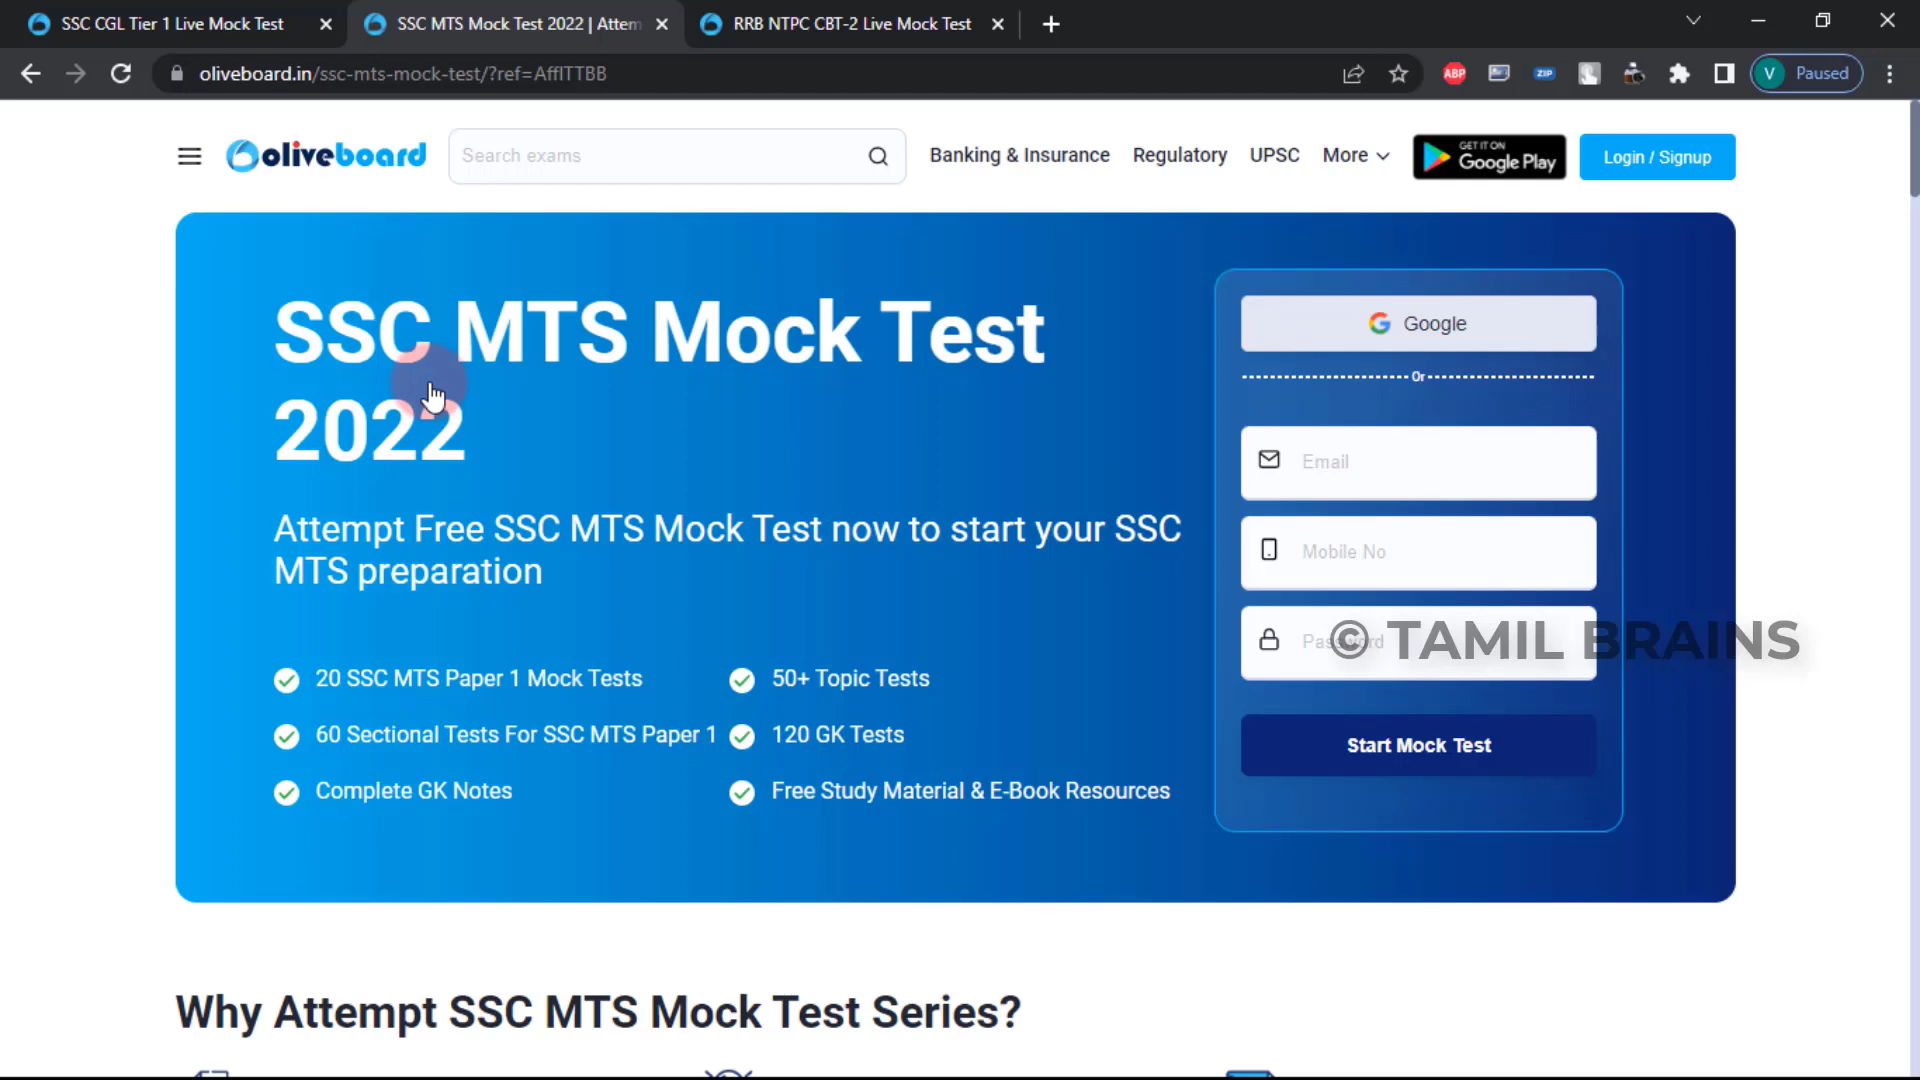 SSC CGL Tier 1 Live Mock Test
SSC MTS Mock Test 2022 | Attem
RRB NTPC CBT-2 Live Mock Test
oliveboard.in/ssc-mts-mock-test/?ref=AffITTBB
ABP
ZIP
V Paused
oliveboard
Search exams
Banking & Insurance
Regulatory
UPSC
More
GET IT ON
Google Play
Login / Signup
SSC MTS Mock Test
2022
Attempt Free SSC MTS Mock Test now to start your SSC
MTS preparation
20 SSC MTS Paper 1 Mock Tests
50+ Topic Tests
60 Sectional Tests For SSC MTS Paper 1
120 GK Tests
Complete GK Notes
Free Study Material & E-Book Resources
Google
Or
Email
Mobile No
Password
© TAMIL BRAINS
Start Mock Test
Why Attempt SSC MTS Mock Test Series?